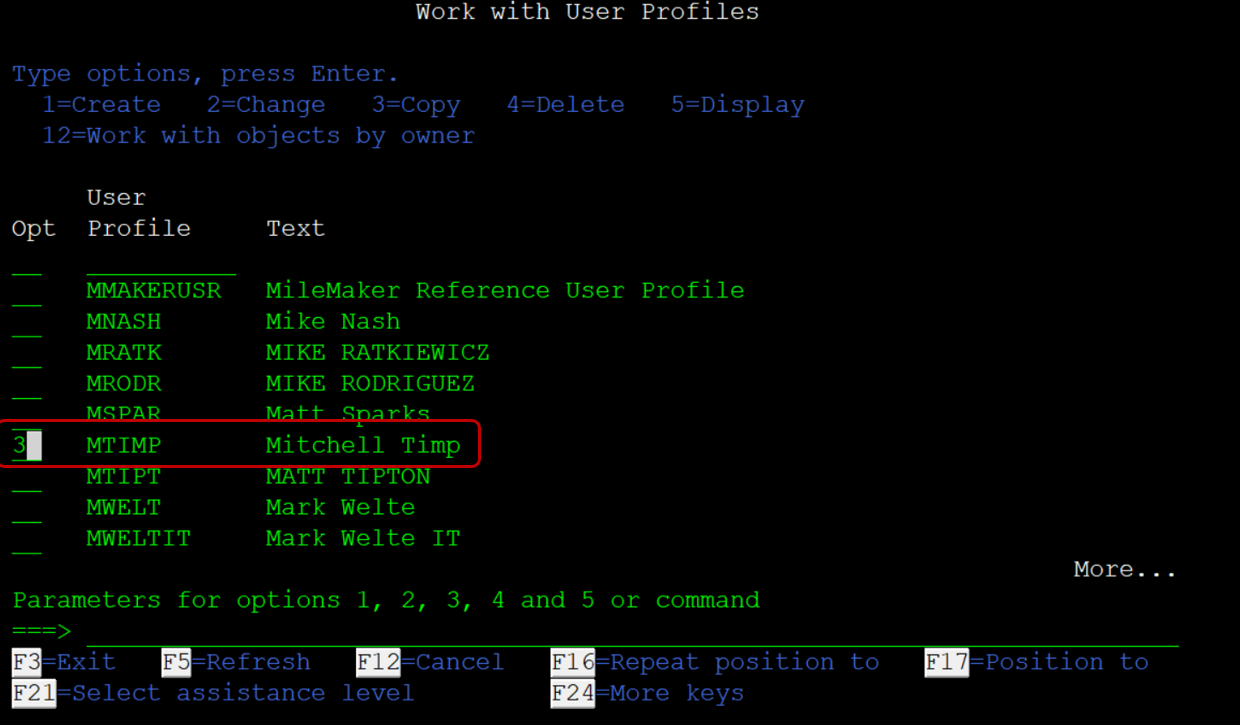 Work with User Profiles
Type options, press Enter.
1=Create 2=Change 3=Copy 4=Delete 5=Display
12=Work with objects by owner
User
Opt Profile Text
MMAKERUSR MileMaker Reference User Profile
MNASH Mike Nash
MRATK MIKE RATKIEWICZ
MRODR MIKE RODRIGUEZ
MSPAR Matt Sparks
3 MTIMP Mitchell Timp
MTIPT MATT TIPTON
MWELT Mark Welte
MWELTIT Mark Welte IT
More...
Parameters for options 1, 2, 3, 4 and 5 or command
===>
F3=Exit F5=Refresh F12=Cancel F16=Repeat position to F17=Position to
F21=Select assistance level F24=More keys